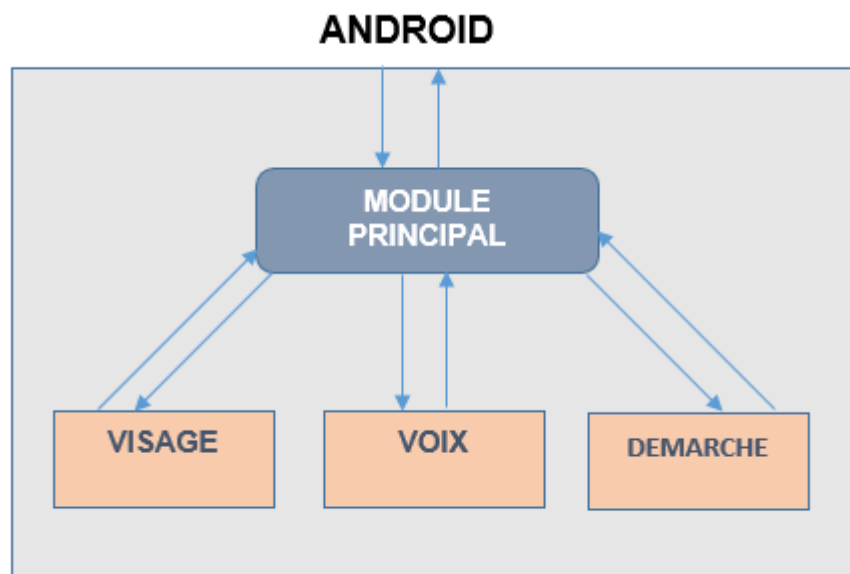 ANDROID
MODULE
PRINCIPAL
VISAGE
VOIX
DEMARCHE